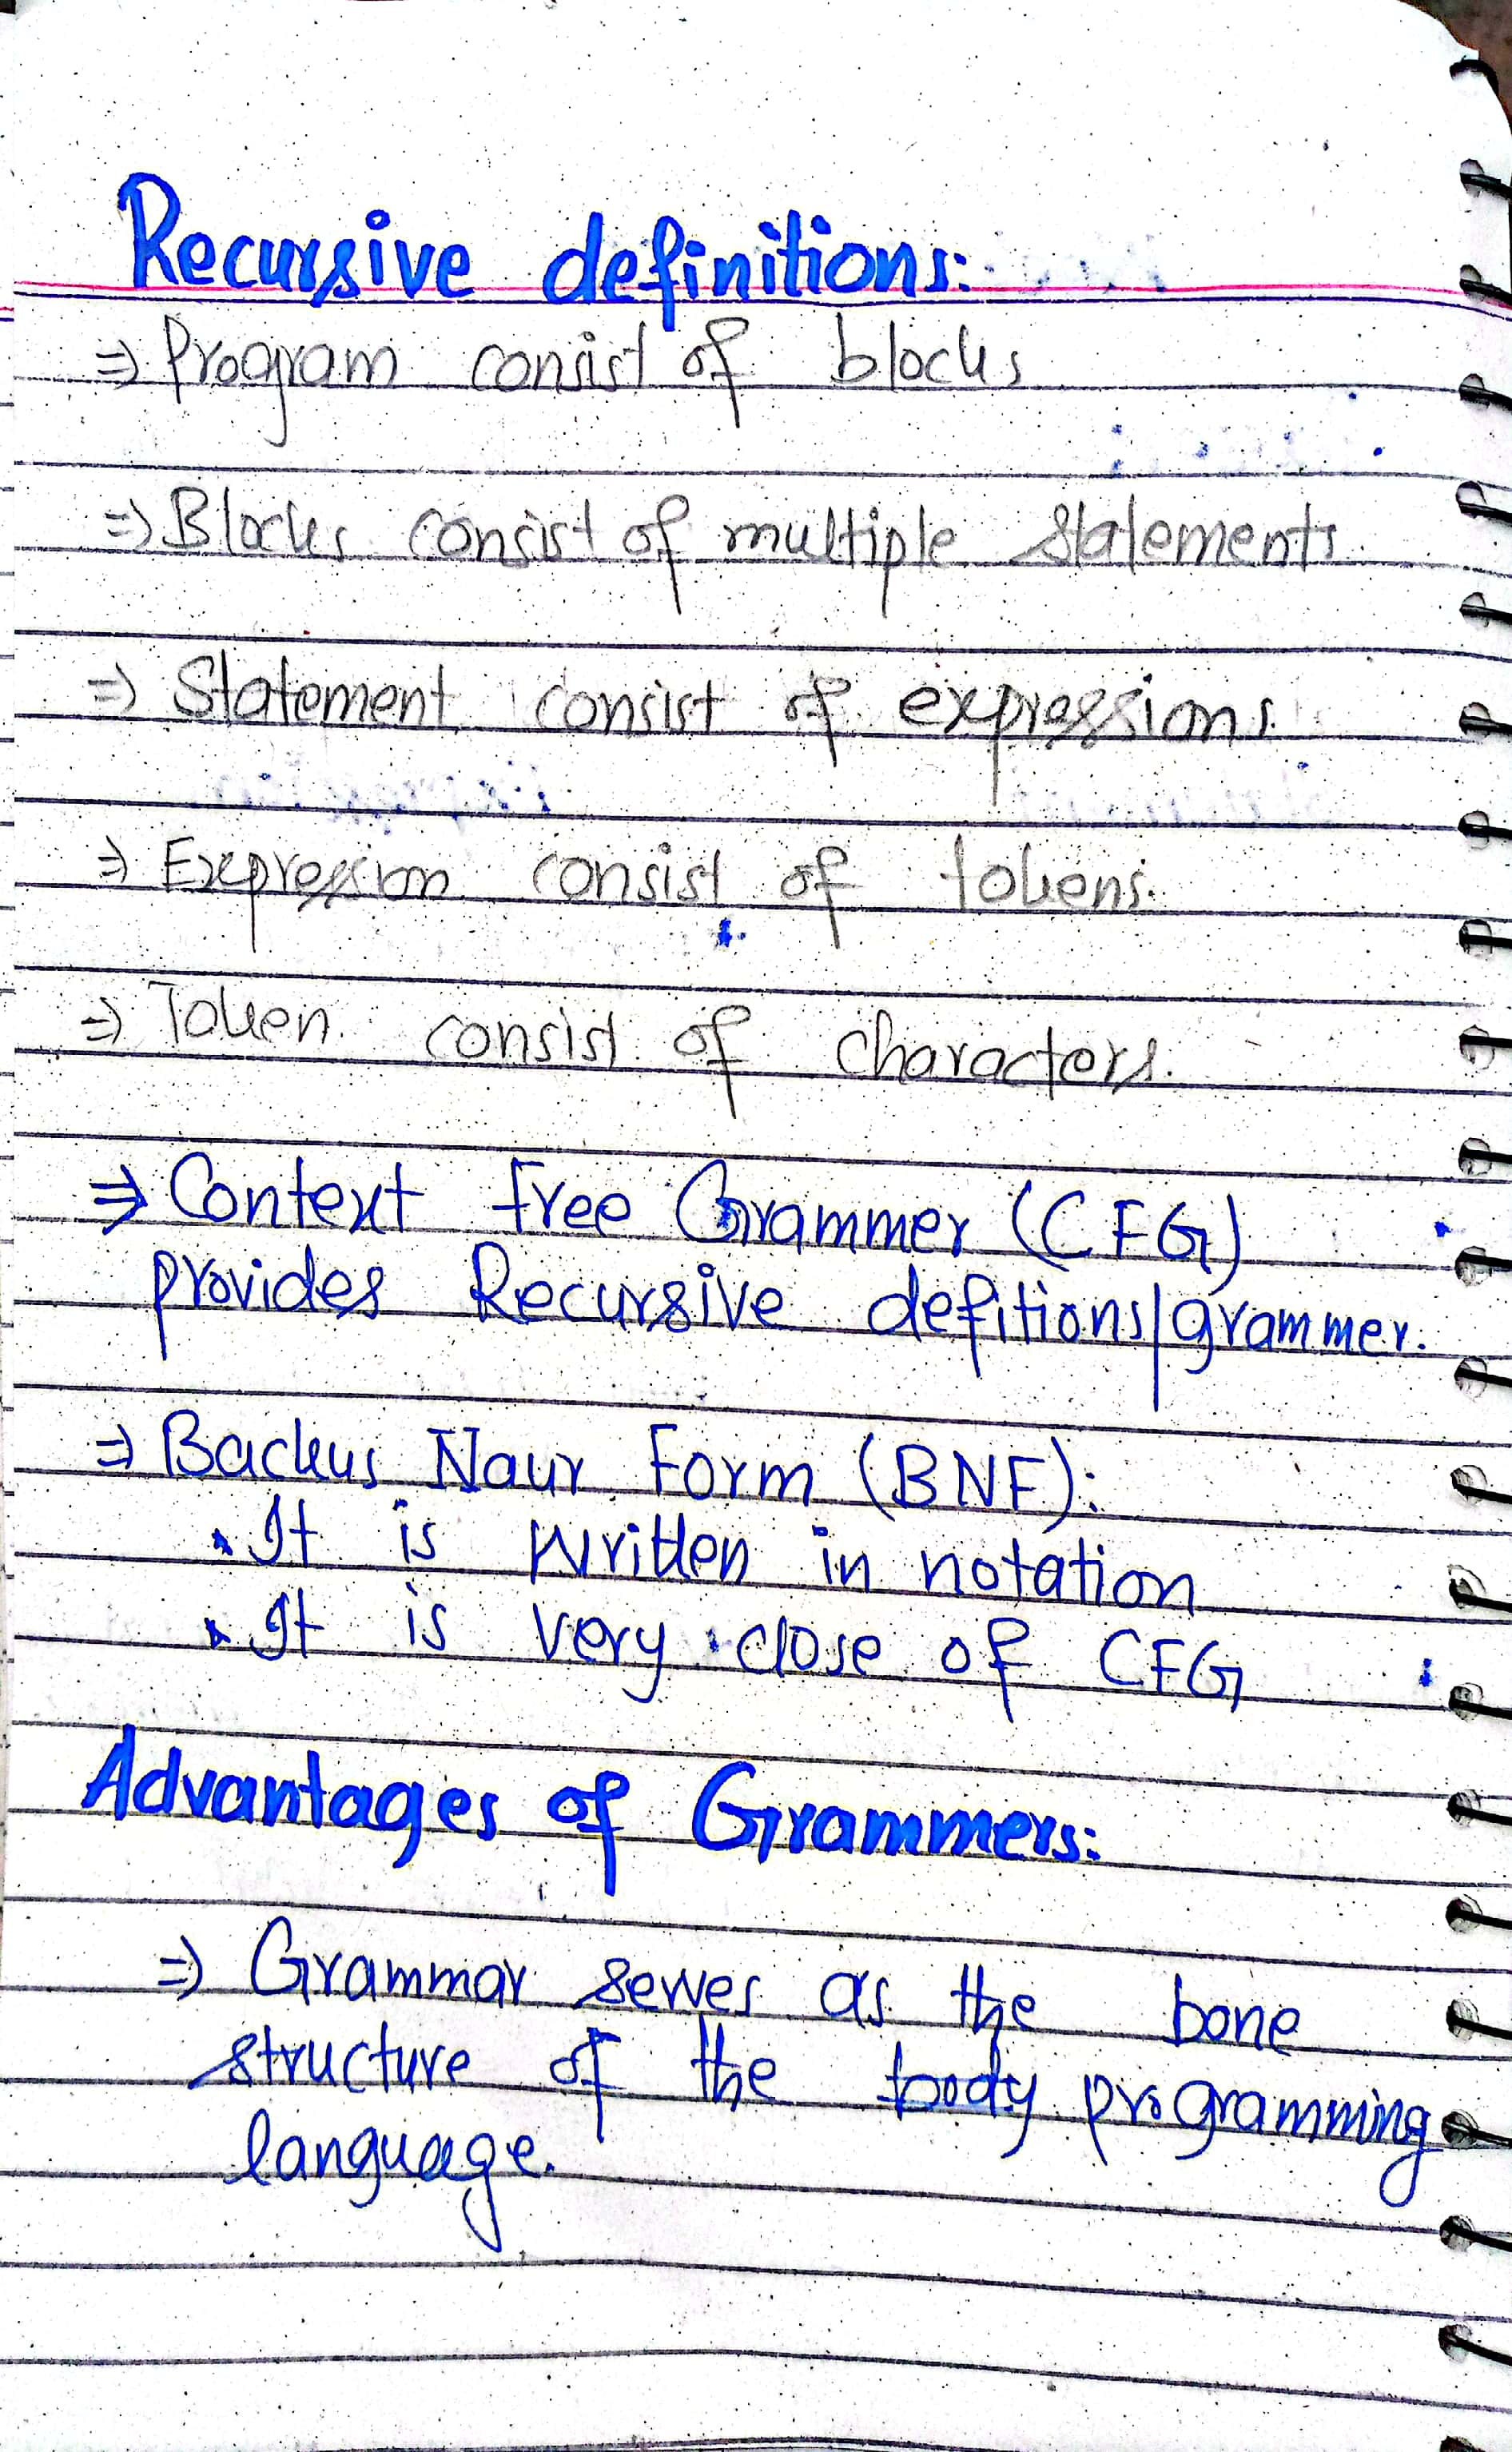 Recursive definitions:
⇒ Program consist of blocks
⇒ Blocks consist of multiple statements
⇒ Statement consist of expressions.
⇒ Expression consist of tokens.
⇒ Token consist of characters.
⇒ Context free Grammer (CFG)
provides Recursive defitions/grammer.
⇒ Backus Naur Form (BNF):
• It is written in notation
• It is very close of CFG
Advantages of Grammers:
⇒ Grammar serves as the bone
structure of the body programming
language.